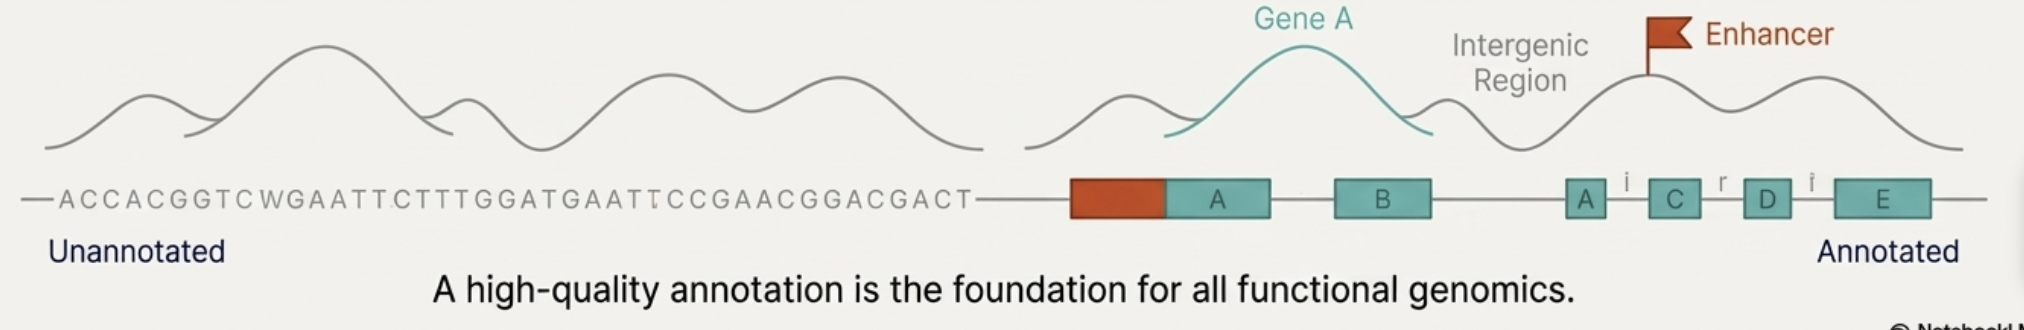 Gene A
Intergenic
Region
Enhancer
ACCACGGTCWGAATTCTTTGGATGAATTCCGAACGGACGACT
A B A i C r D i E
Unannotated
Annotated
A high-quality annotation is the foundation for all functional genomics.